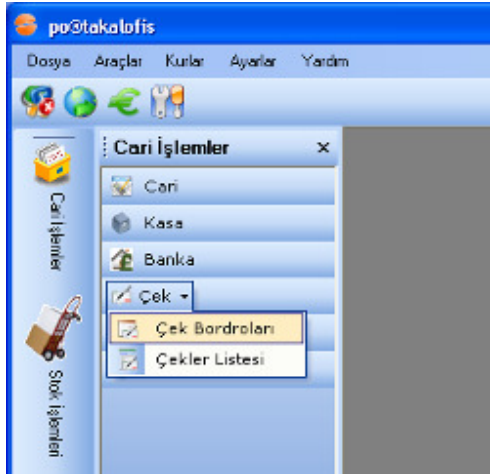 po@takalofis
Dosya Araçlar Kurlar Ayarlar Yardım
Cari İşlemler
Cari
Kasa
Banka
Çek
Çek Bordroları
Çekler Listesi
Cari İşlemler
Stok İşlemleri